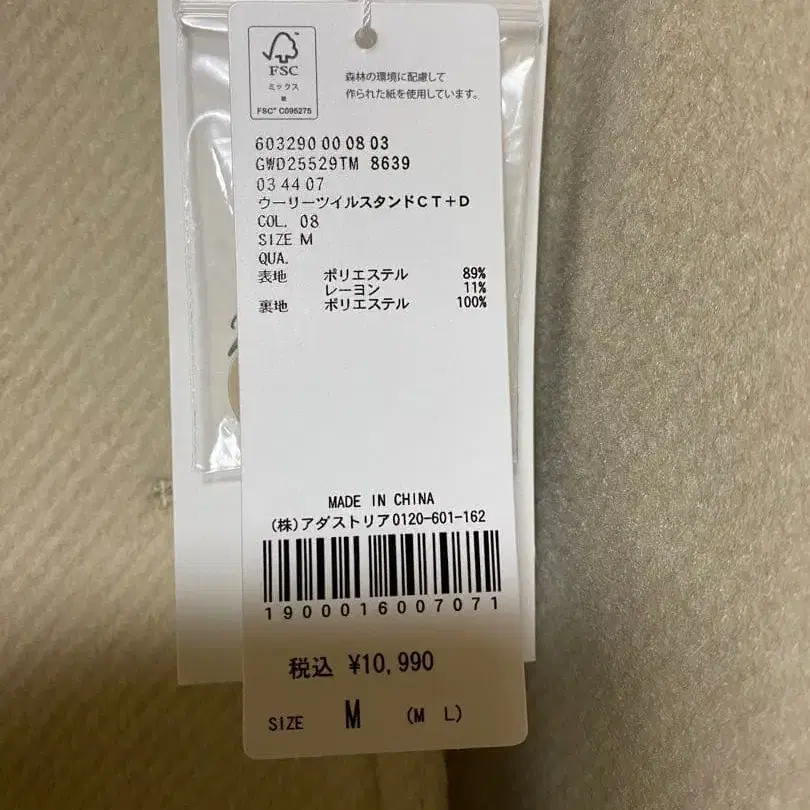 FSC
ミックス
紙
FSC® C095275
森林の環境に配慮して
作られた紙を使用しています。
603290 00 08 03
GWD25529TM 8639
03 44 07
ウーリーツイルスタンドCT+D
COL. 08
SIZE M
QUA.
表地 ポリエステル 89%
レーヨン 11%
裏地 ポリエステル 100%
MADE IN CHINA
(株)アダストリア0120-601-162
1900016007071
税込 ¥10,990
SIZE M (M L)